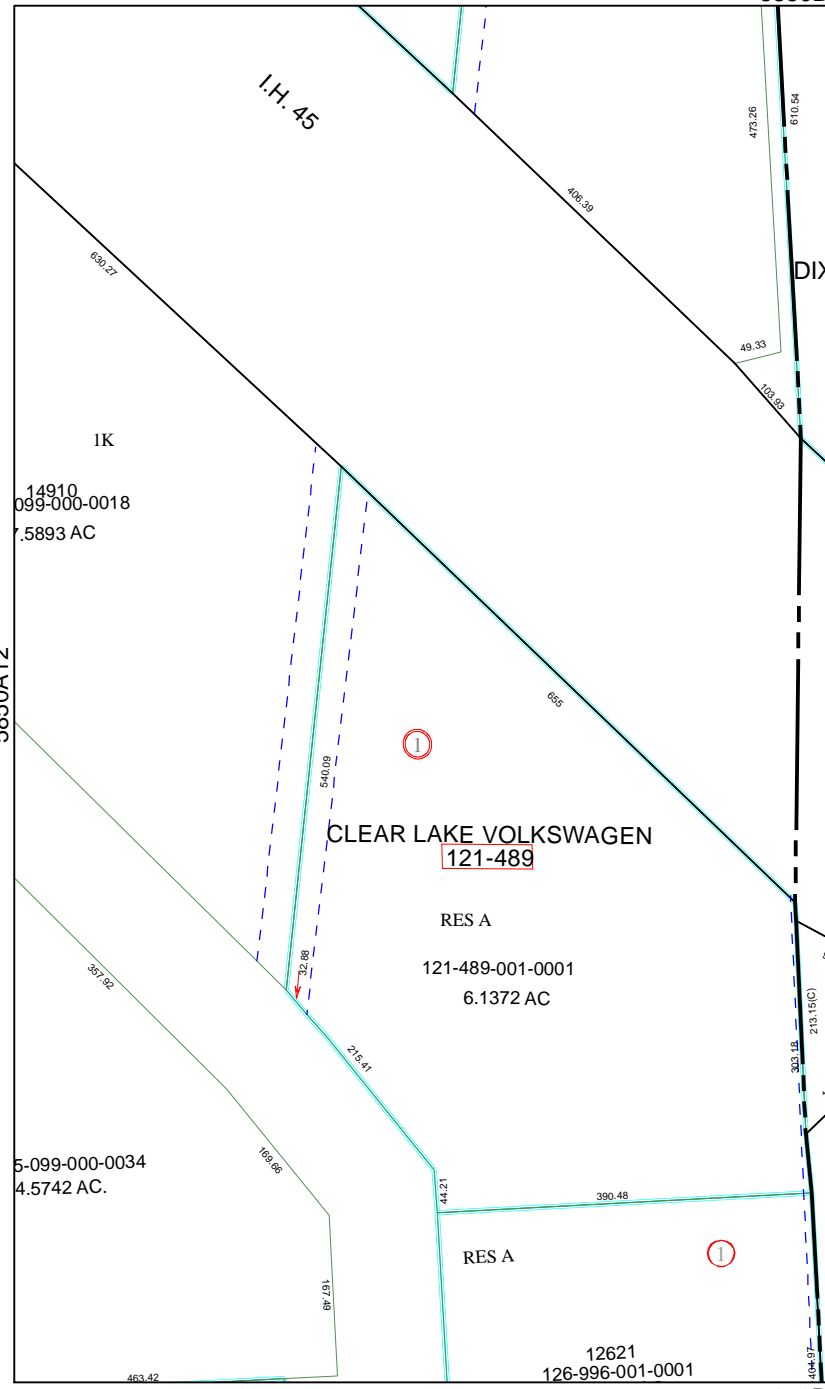 I.H. 45
473.26
610.54
406.39
630.27
DIX
49.33
103.93
1K
14910
099-000-0018
7.5893 AC
5850A12
655
1
540.09
CLEAR LAKE VOLKSWAGEN
121-489
RES A
32.88
121-489-001-0001
6.1372 AC
357.92
213.15(C)
303.18
215.41
169.66
5-099-000-0034
4.5742 AC.
44.21
390.48
RES A
1
167.49
12621
126-996-001-0001
463.42
404.97